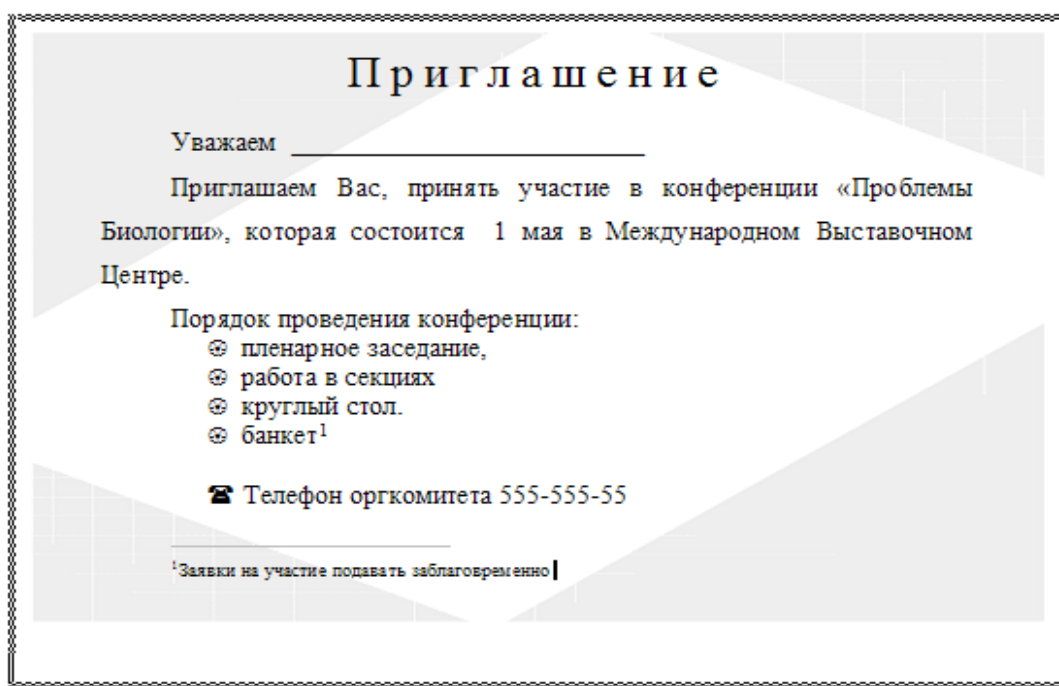 Приглашение
Уважаем ____________________________
Приглашаем Вас, принять участие в конференции «Проблемы
Биологии», которая состоится 1 мая в Международном Выставочном
Центре.
Порядок проведения конференции:
пленарное заседание,
работа в секциях
круглый стол.
банкет¹
☎ Телефон оргкомитета 555-555-55
¹Заявки на участие подавать заблаговременно